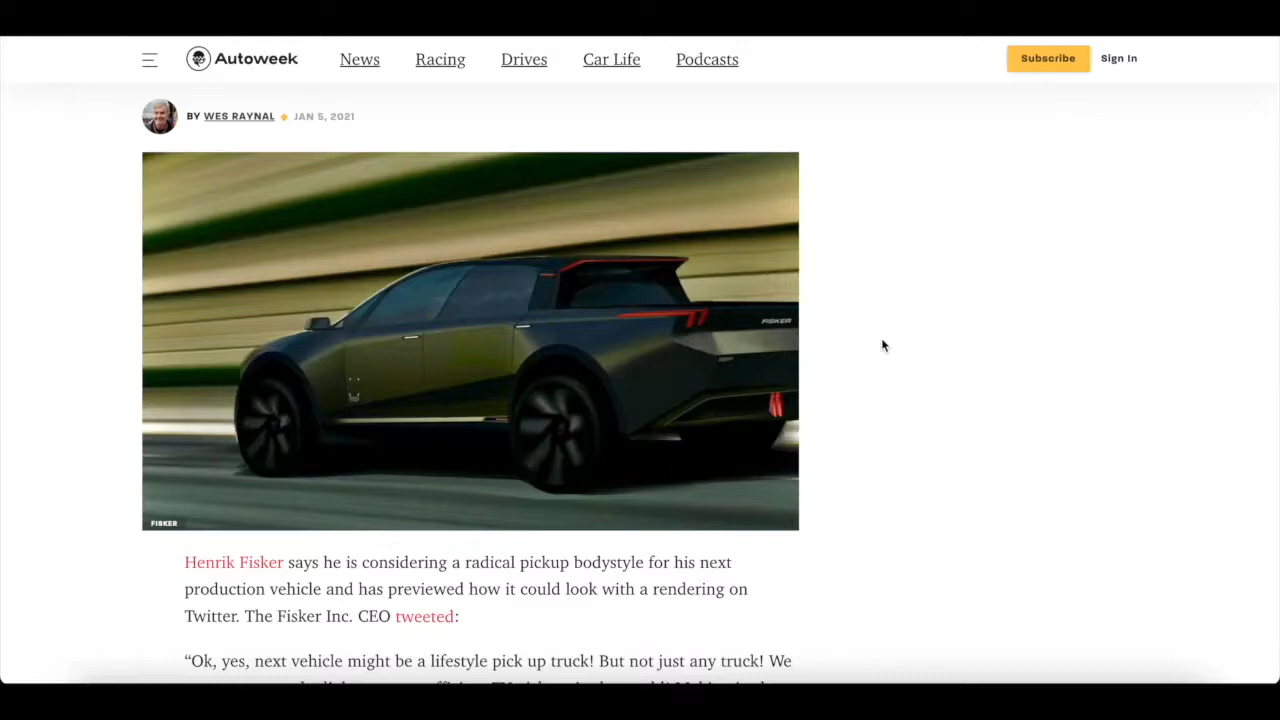 Autoweek News Racing Drives Car Life Podcasts Subscribe Sign In
BY WES RAYNAL JAN 5, 2021
FISKER
FISKER
Henrik Fisker says he is considering a radical pickup bodystyle for his next
production vehicle and has previewed how it could look with a rendering on
Twitter. The Fisker Inc. CEO tweeted:
“Ok, yes, next vehicle might be a lifestyle pick up truck! But not just any truck! We